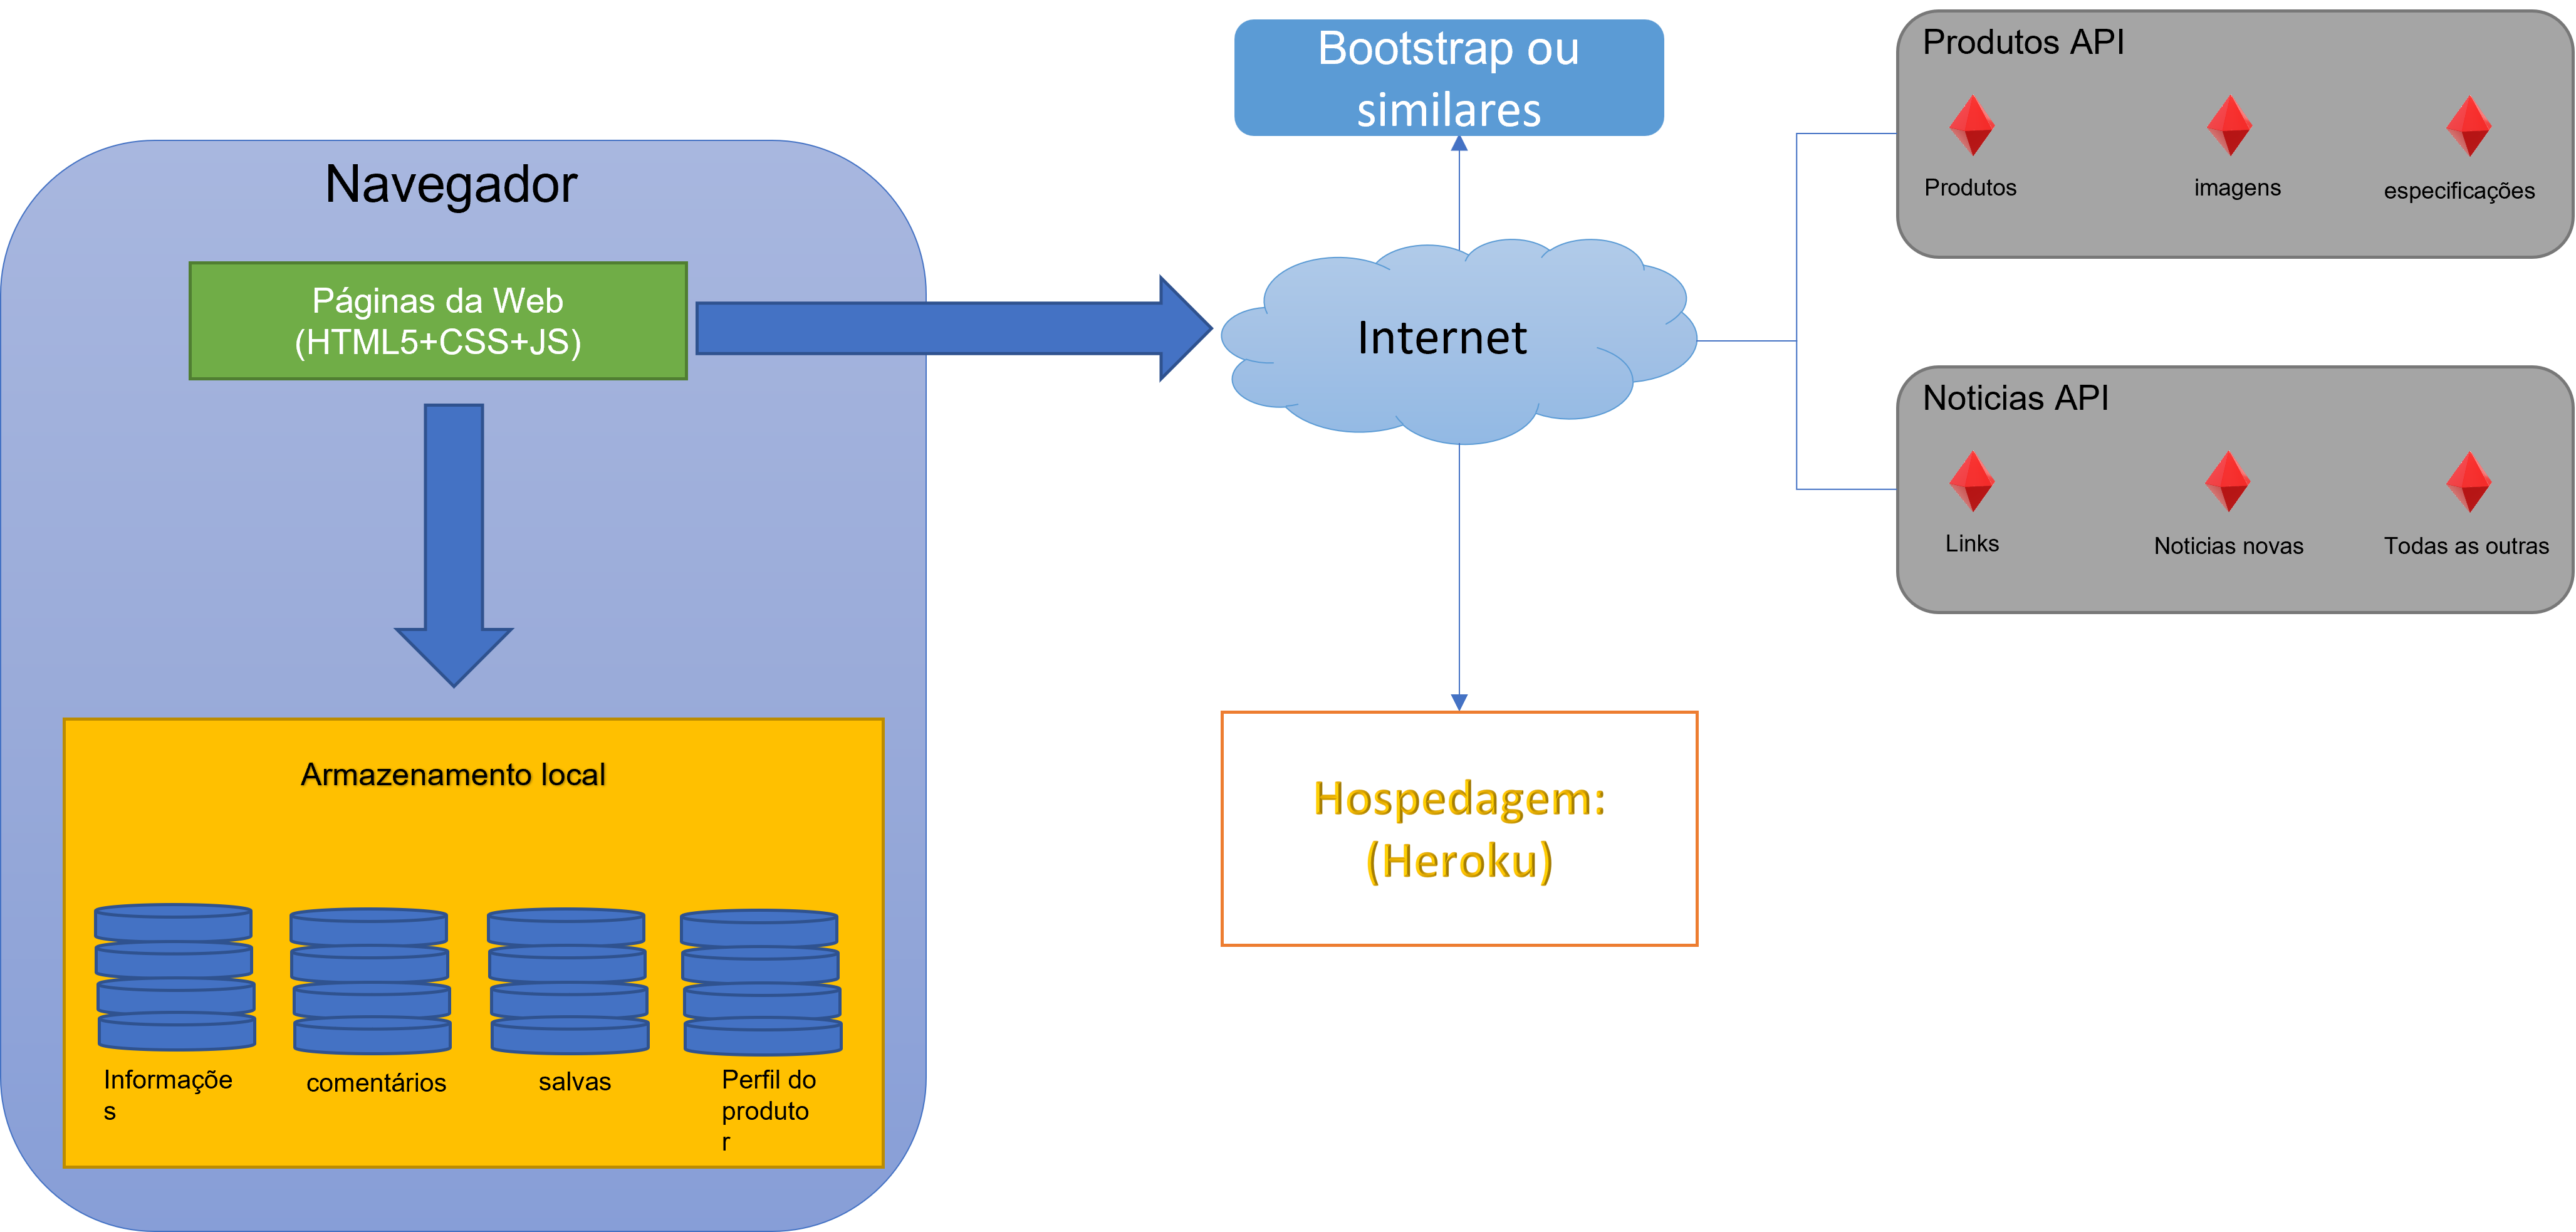 Navegador
Páginas da Web
(HTML5+CSS+JS)
Armazenamento local
Informaçõe
s
comentários
salvas
Perfil do
produto
r
Bootstrap ou
similares
Internet
Hospedagem:
(Heroku)
Produtos API
Produtos
imagens
especificações
Noticias API
Links
Noticias novas
Todas as outras